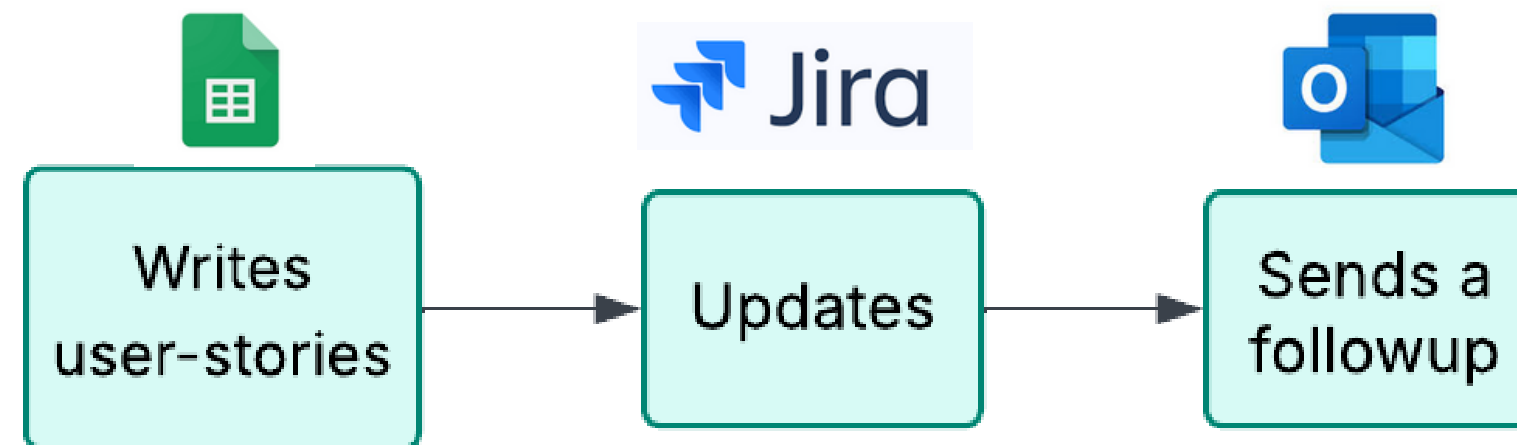 Jira
O
Writes
user-stories
Updates
Sends a
followup